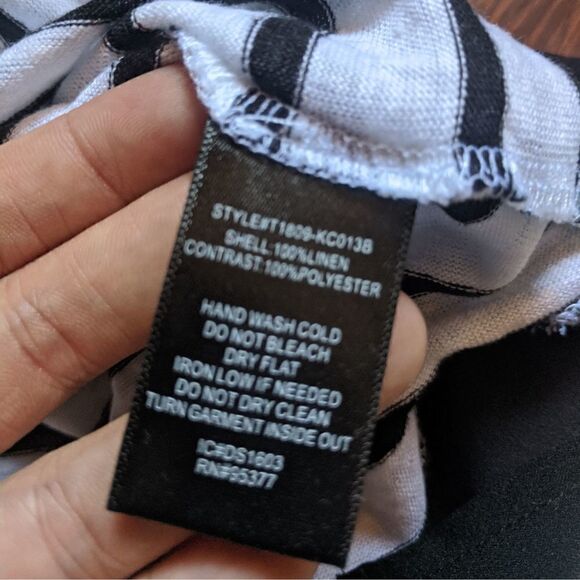 STYLE#T1809-KC013B
SHELL:100%LINEN
CONTRAST:100%POLYESTER
HAND WASH COLD
DO NOT BLEACH
DRY FLAT
IRON LOW IF NEEDED
DO NOT DRY CLEAN
TURN GARMENT INSIDE OUT
IC#DS1603
RN#95377